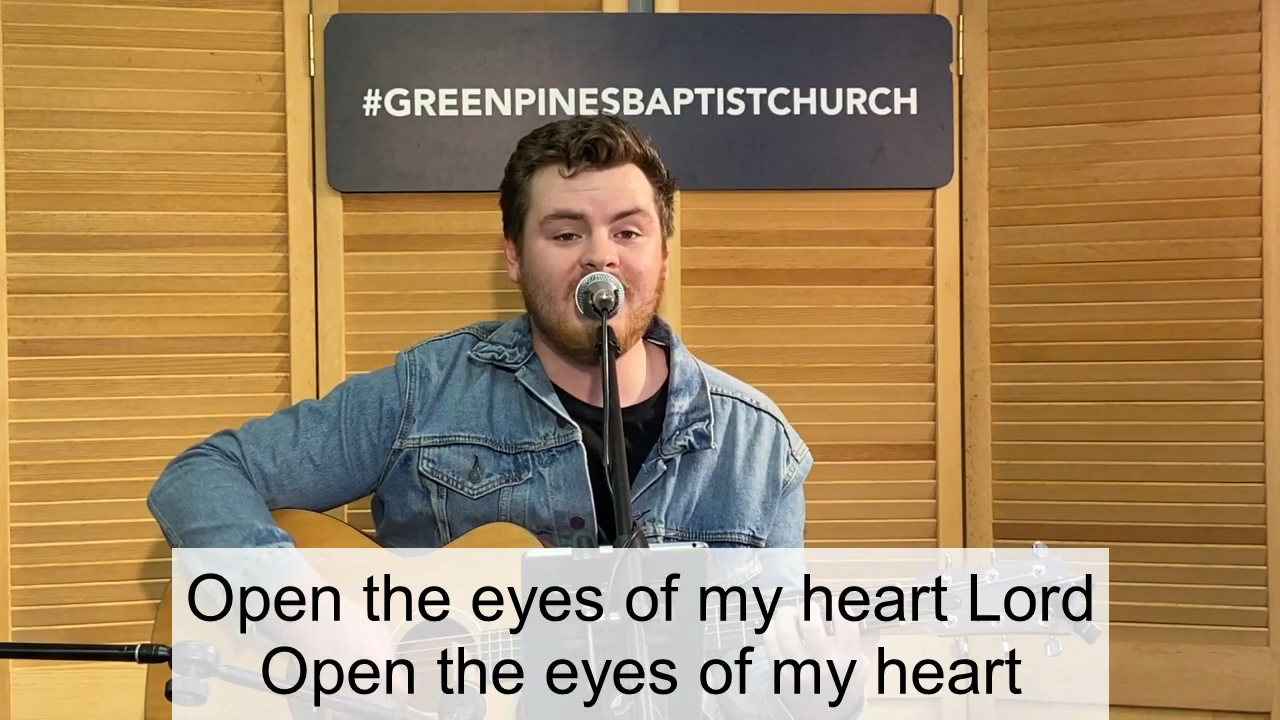 #GREENPINESBAPTISTCHURCH
Open the eyes of my heart Lord
Open the eyes of my heart